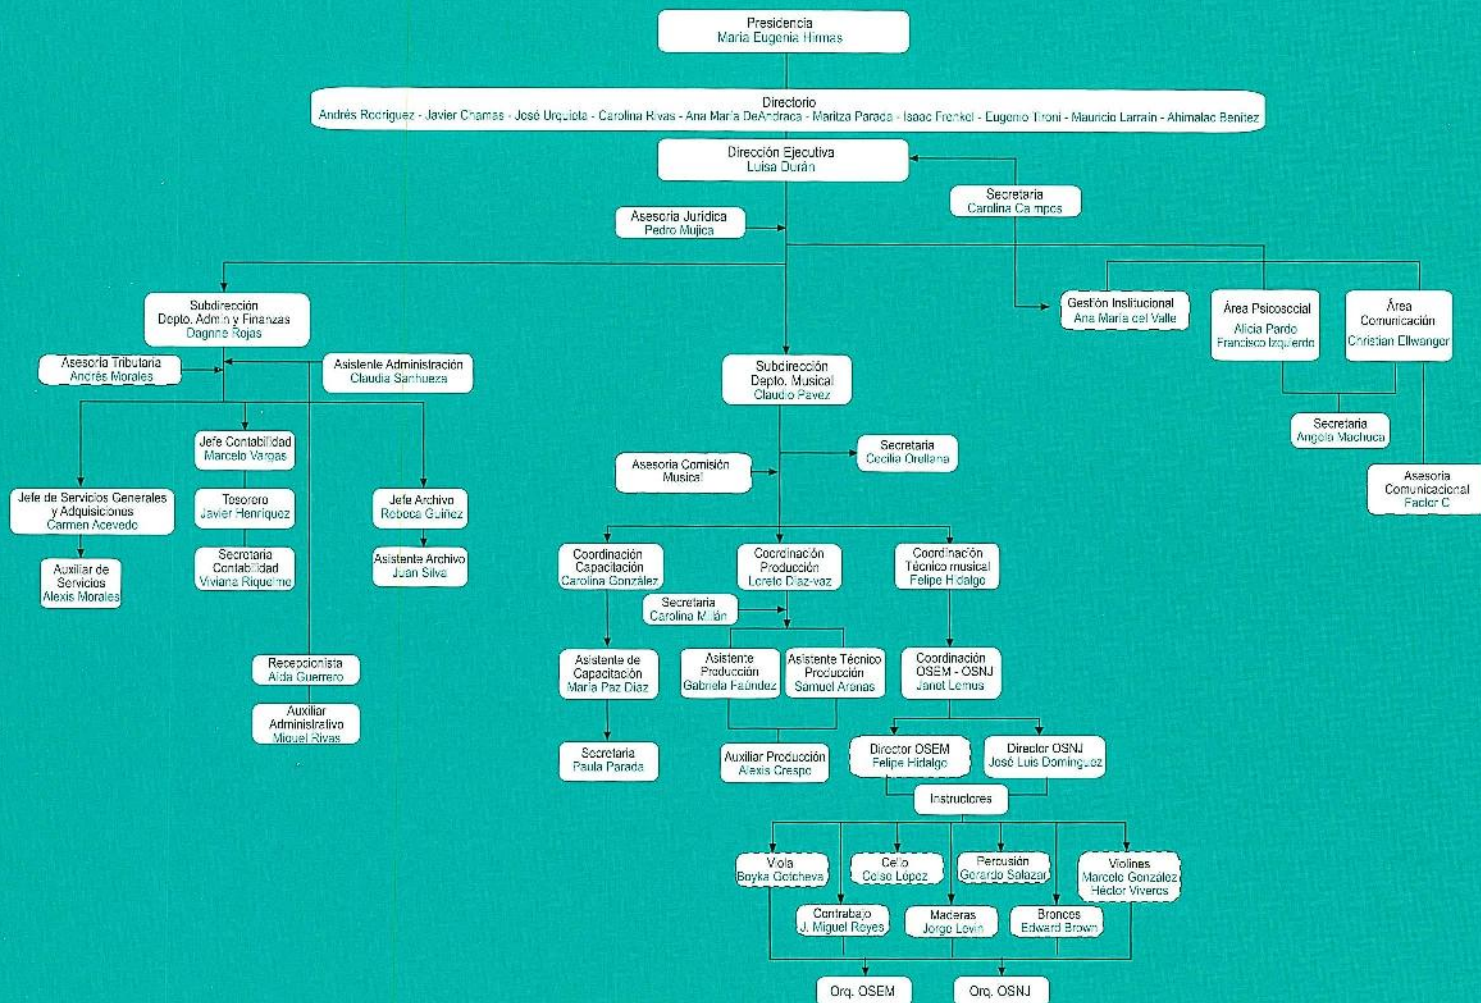 Presidencia
María Eugenia Hirmas
Directorio
Andrés Rodríguez - Javier Chamas - José Urquieta - Carolina Rivas - Ana María DeAndraca - Maritza Parada - Isaac Frenkel - Eugenio Tironi - Mauricio Larraín - Ahimalac Benítez
Dirección Ejecutiva
Luisa Durán
Secretaria
Carolina Campos
Asesoría Jurídica
Pedro Mujica
Subdirección
Depto. Admin y Finanzas
Dagnne Rojas
Gestión Institucional
Ana María del Valle
Área Psicosocial
Alicia Pardo
Francisco Izquierdo
Área
Comunicación
Christian Ellwanger
Asesoría Tributaria
Andrés Morales
Asistente Administración
Claudia Sanhueza
Subdirección
Depto. Musical
Claudio Pavez
Secretaria
Angela Machuca
Jefe Contabilidad
Marcelo Vargas
Secretaria
Cecilia Orellana
Asesoría Comisión
Musical
Asesoría
Comunicacional
Factor C
Jefe de Servicios Generales
y Adquisiciones
Carmen Acevedo
Tesorero
Javier Henríquez
Jefe Archivo
Rebeca Guiñez
Auxiliar de
Servicios
Alexis Morales
Secretaria
Contabilidad
Viviana Riquelme
Asistente Archivo
Juan Silva
Coordinación
Capacitación
Carolina González
Coordinación
Producción
Loreto Díaz-vaz
Coordinación
Técnico musical
Felipe Hidalgo
Secretaria
Carolina Milán
Recepcionista
Aída Guerrero
Auxiliar
Administrativo
Miguel Rivas
Asistente de
Capacitación
María Paz Díaz
Asistente
Producción
Gabriela Faúndez
Asistente Técnico
Producción
Samuel Arenas
Coordinación
OSEM - OSNJ
Janet Lemus
Secretaria
Paula Parada
Auxiliar Producción
Alexis Crespo
Director OSEM
Felipe Hidalgo
Director OSNJ
José Luis Domínguez
Instructores
Viola
Boyka Gotcheva
Cello
Celso López
Percusión
Gerardo Salazar
Violines
Marcelo González
Héctor Viveros
Contrabajo
J. Miguel Reyes
Maderas
Jorge Levin
Bronces
Edward Brown
Orq. OSEM
Orq. OSNJ